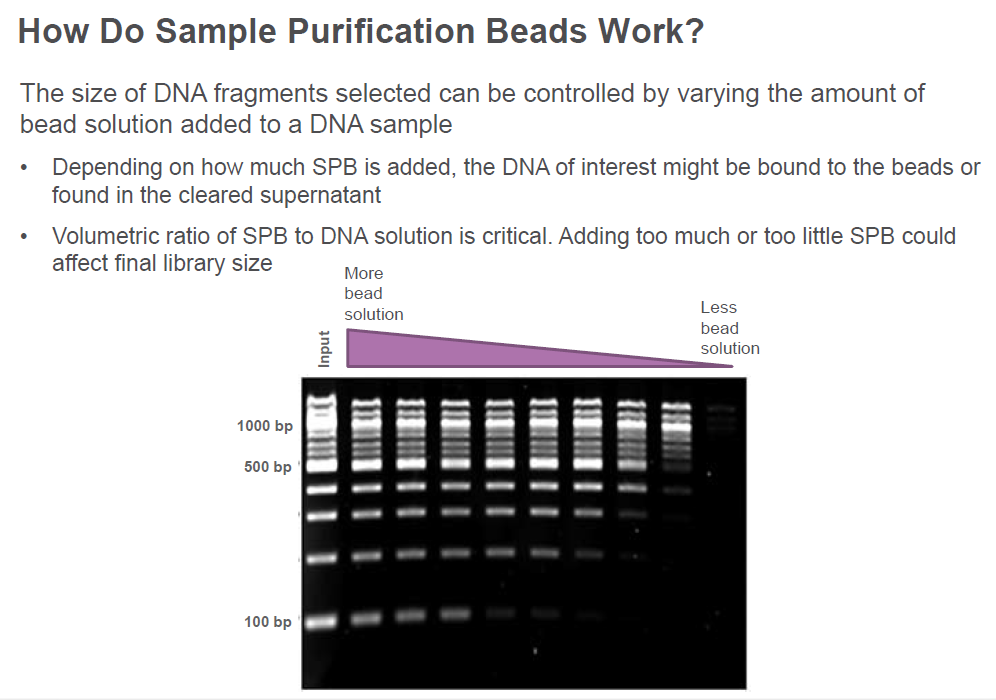 How Do Sample Purification Beads Work?
The size of DNA fragments selected can be controlled by varying the amount of
bead solution added to a DNA sample
• Depending on how much SPB is added, the DNA of interest might be bound to the beads or
found in the cleared supernatant
• Volumetric ratio of SPB to DNA solution is critical. Adding too much or too little SPB could
affect final library size
More
bead
solution
Less
bead
solution
Input
1000 bp
500 bp
100 bp